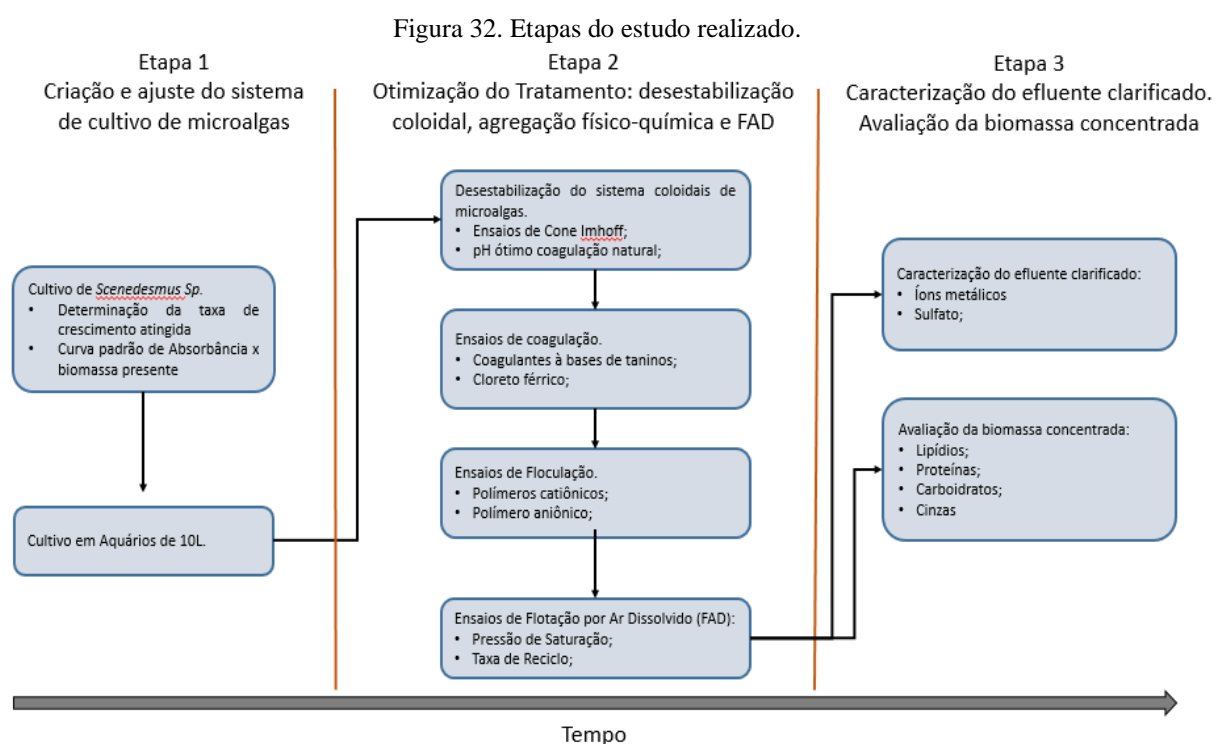 Figura 32. Etapas do estudo realizado.
Etapa 1
Criação e ajuste do sistema
de cultivo de microalgas
Etapa 2
Otimização do Tratamento: desestabilização
coloidal, agregação físico-química e FAD
Etapa 3
Caracterização do efluente clarificado.
Avaliação da biomassa concentrada
Cultivo de Scenedesmus Sp.
• Determinação da taxa de
crescimento atingida
• Curva padrão de Absorbância x
biomassa presente
Cultivo em Aquários de 10L.
Desestabilização do sistema coloidais de
microalgas.
• Ensaios de Cone Imhoff;
• pH ótimo coagulação natural;
Ensaios de coagulação.
• Coagulantes à bases de taninos;
• Cloreto férrico;
Ensaios de Floculação.
• Polímeros catiônicos;
• Polímero aniônico;
Ensaios de Flotação por Ar Dissolvido (FAD):
• Pressão de Saturação;
• Taxa de Reciclo;
Caracterização do efluente clarificado:
• Íons metálicos
• Sulfato;
Avaliação da biomassa concentrada:
• Lipídios;
• Proteínas;
• Carboidratos;
• Cinzas
Tempo